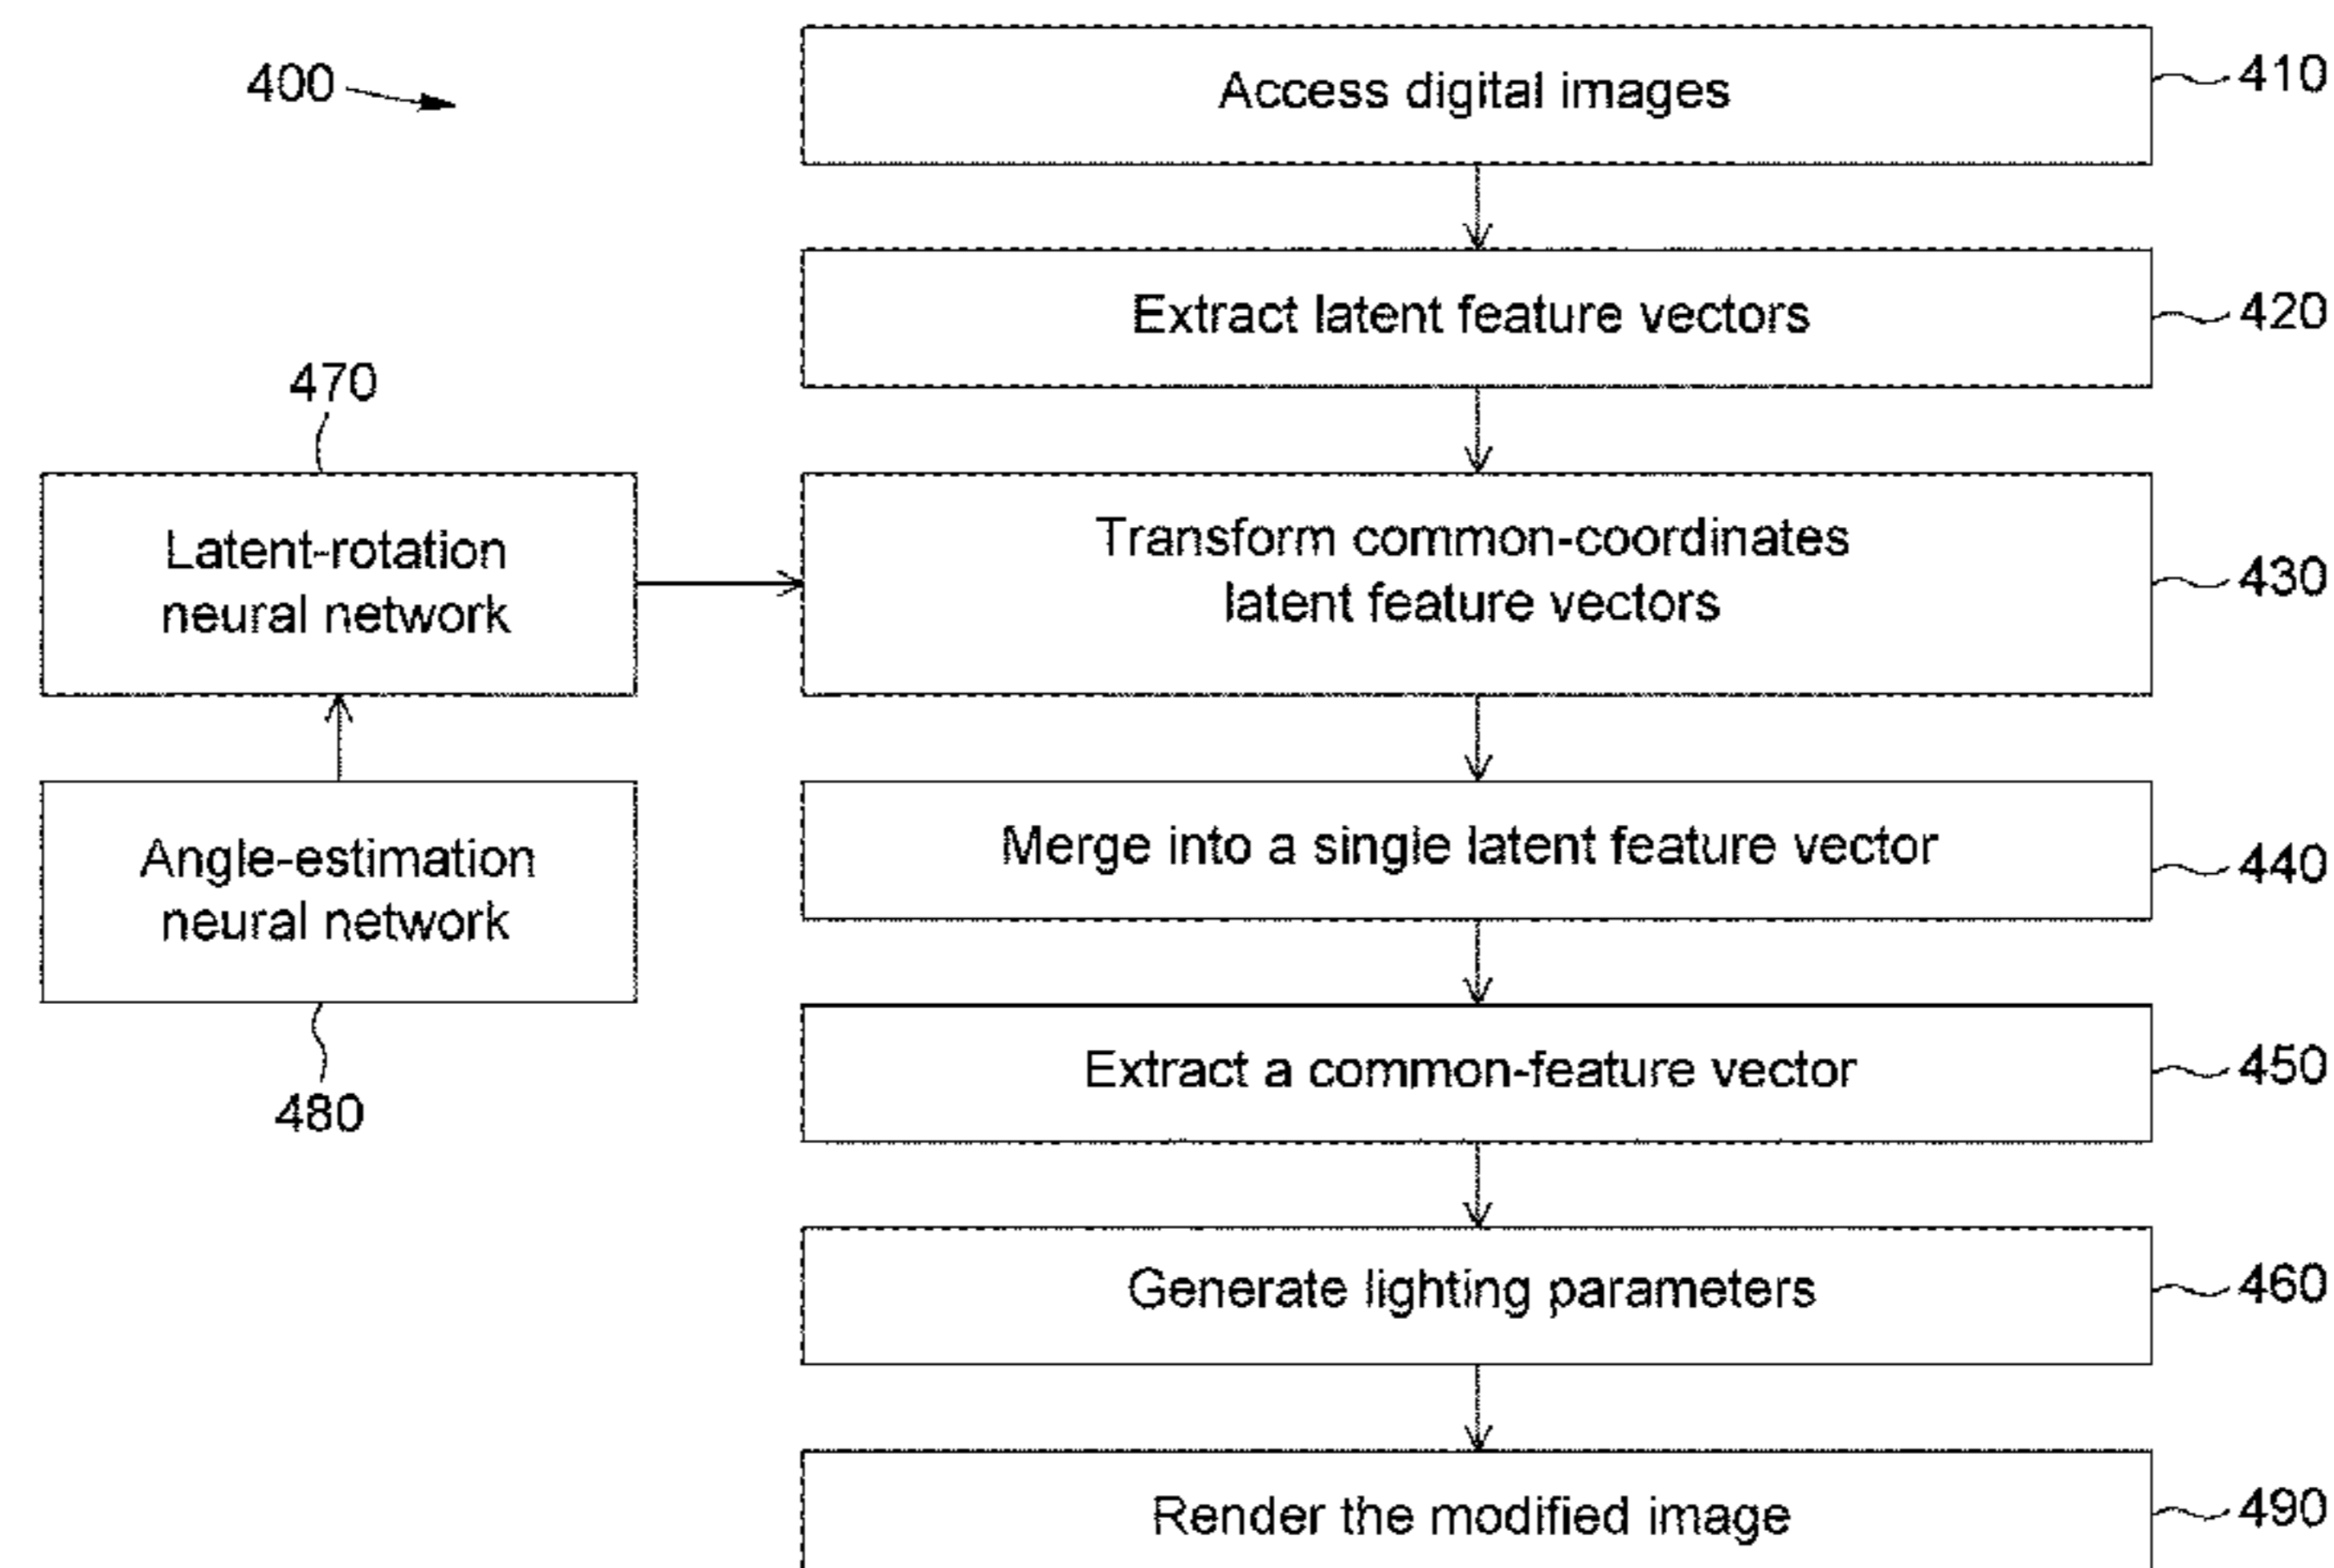 400
Access digital images
410
Extract latent feature vectors
420
470
Latent-rotation
neural network
Transform common-coordinates
latent feature vectors
430
Angle-estimation
neural network
480
Merge into a single latent feature vector
440
Extract a common-feature vector
450
Generate lighting parameters
460
Render the modified image
490